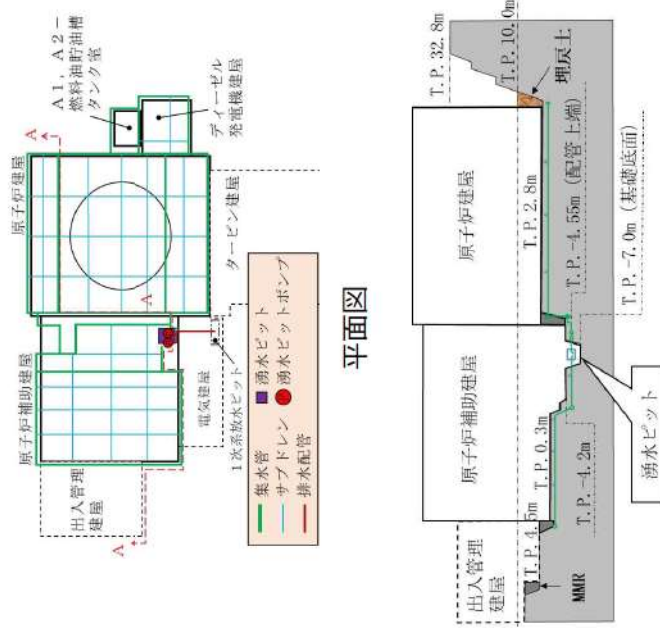 A1，A2－
燃料油貯油槽
タンク室
ディーゼル
発電機建屋
原子炉建屋
A
タービン建屋
原子炉補助建屋
A
出入管理
建屋
A
電気建屋
1次系放水ピット
集水管
サブドレン
排水配管
湧水ピット
湧水ピットポンプ
平面図
T.P.32.8m
T.P.10.0m
埋戻土
原子炉建屋
T.P.2.8m
T.P.-4.55m（配管上端）
T.P.-7.0m（基礎底面）
原子炉補助建屋
T.P.0.3m
T.P.-4.2m
出入管理
建屋
T.P.4.5m
MMR
湧水ピット